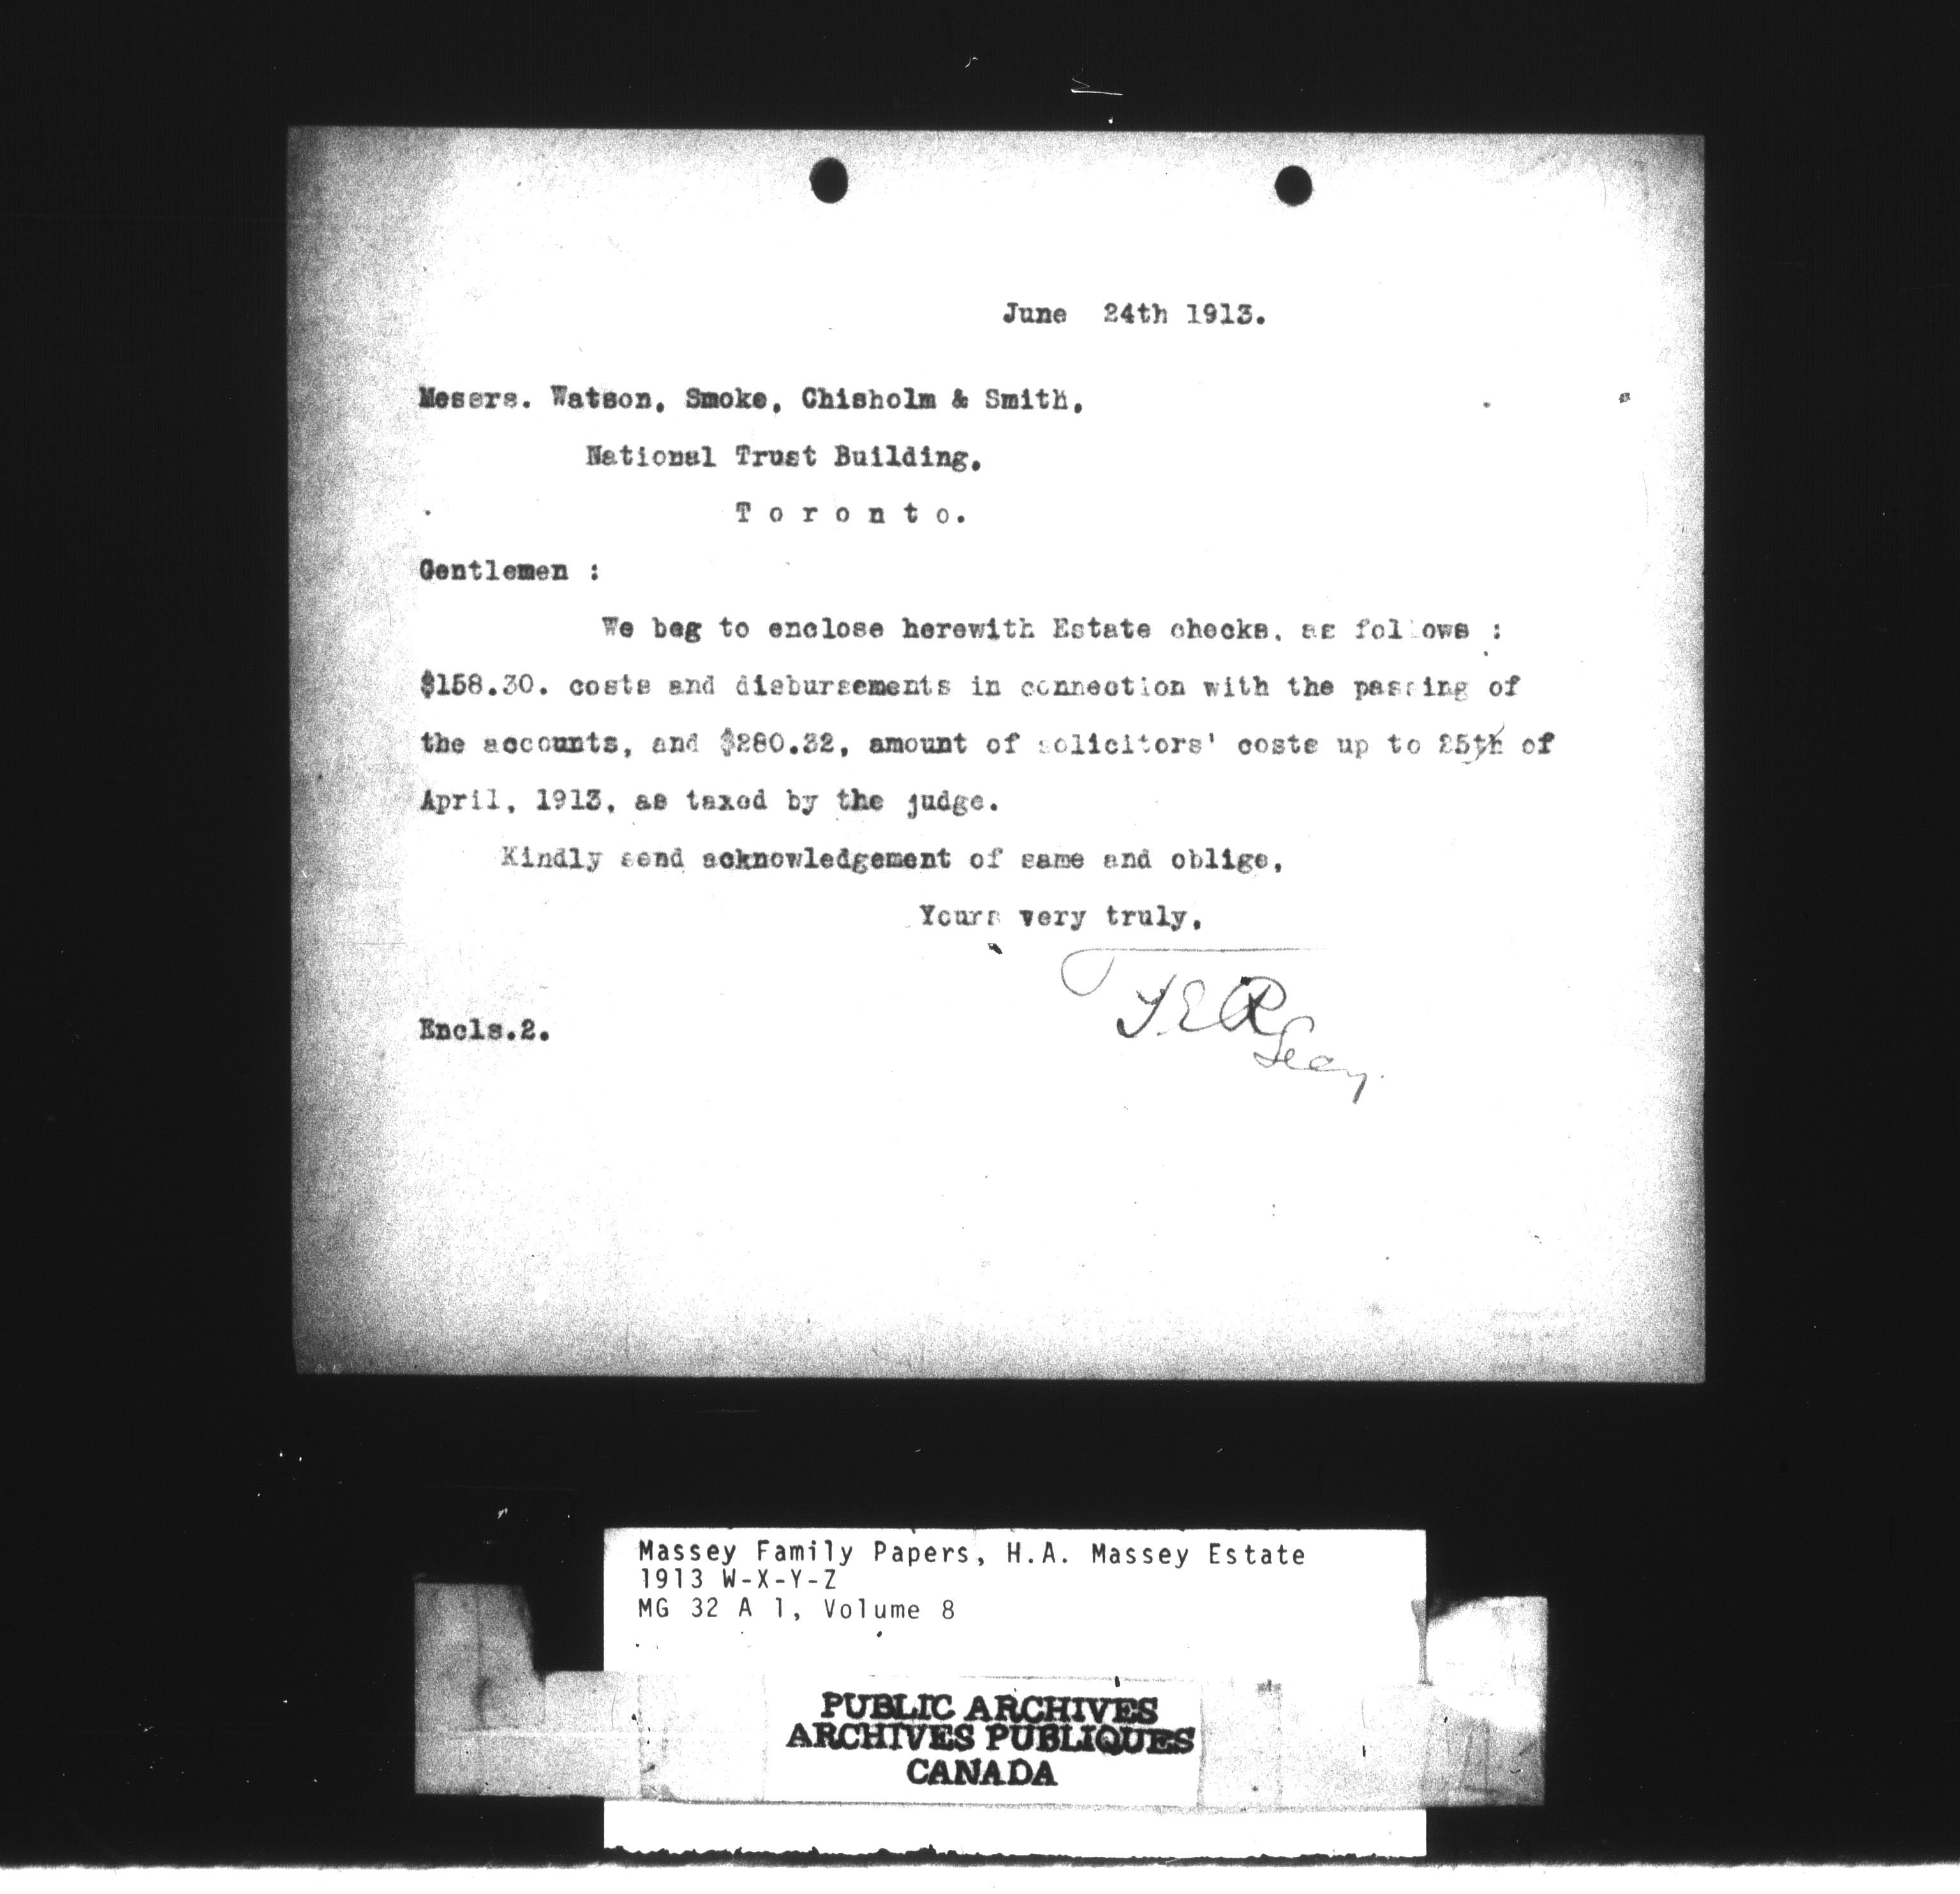 June 24th 1913.
Messrs. Watson, Smoke, Chisholm & Smith,
National Trust Building,
Toronto.
Gentlemen :
We beg to enclose herewith Estate checks, as follows :
$158.30. costs and disbursements in connection with the passing of
the accounts, and $280.32, amount of solicitors' costs up to 25th of
April, 1913, as taxed by the judge.
Kindly send acknowledgement of same and oblige,
Yours very truly,
Secy.
Encls.2.
Massey Family Papers, H.A. Massey Estate
1913 W-X-Y-Z
MG 32 A 1, Volume 8
PUBLIC ARCHIVES
ARCHIVES PUBLIQUES
CANADA